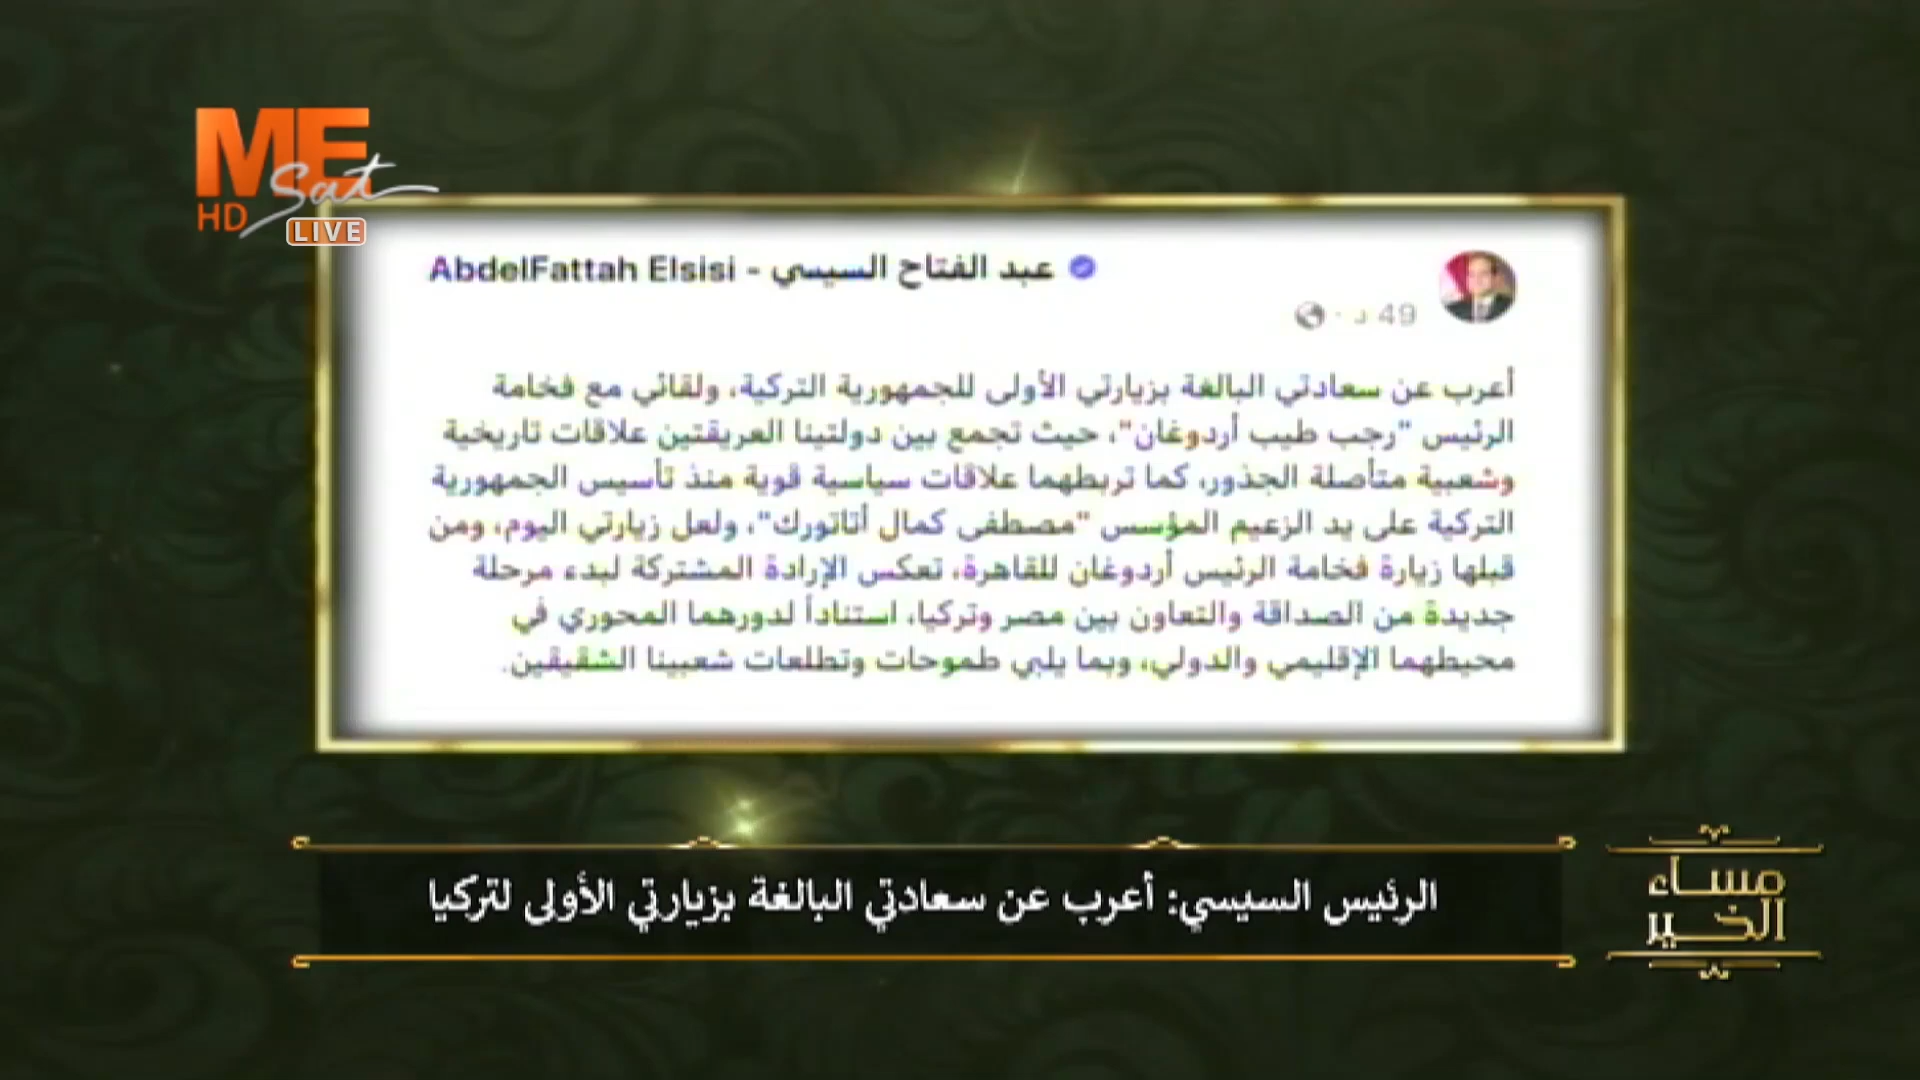 ME
Sat
HD
LIVE
AbdelFattah Elsisi - عبد الفتاح السيسي
49 د ·
أعرب عن سعادتي البالغة بزيارتي الأولى للجمهورية التركية، ولقائي مع فخامة
الرئيس "رجب طيب أردوغان"، حيث تجمع بين دولتينا العريقتين علاقات تاريخية
وشعبية متأصلة الجذور، كما تربطهما علاقات سياسية قوية منذ تأسيس الجمهورية
التركية على يد الزعيم المؤسس "مصطفى كمال أتاتورك"، ولعل زيارتي اليوم، ومن
قبلها زيارة فخامة الرئيس أردوغان للقاهرة، تعكس الإرادة المشتركة لبدء مرحلة
جديدة من الصداقة والتعاون بين مصر وتركيا، استناداً لدورهما المحوري في
محيطهما الإقليمي والدولي، وبما يلبي طموحات وتطلعات شعبينا الشقيقين.
الرئيس السيسي: أعرب عن سعادتي البالغة بزيارتي الأولى لتركيا
مساء
الخير